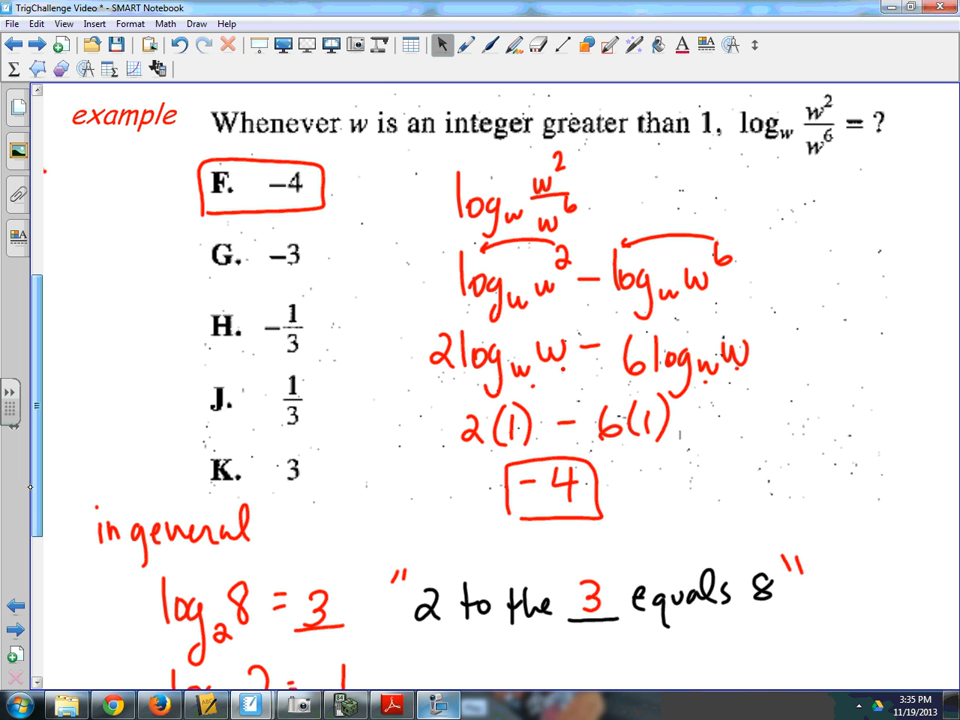 TrigChallenge Video * - SMART Notebook
File Edit View Insert Format Math Draw Window Help
example
Whenever w is an integer greater than 1, log_w w^2/w^6 = ?
F. -4
G. -3
H. -1/3
J. 1/3
K. 3
log_w w^2/w^6
log_w w^2 - log_w w^6
2log_w w - 6log_w w
2(1) - 6(1)
-4
in general
log_2 8 = 3 "2 to the 3 equals 8"
3:35 PM
11/19/2013